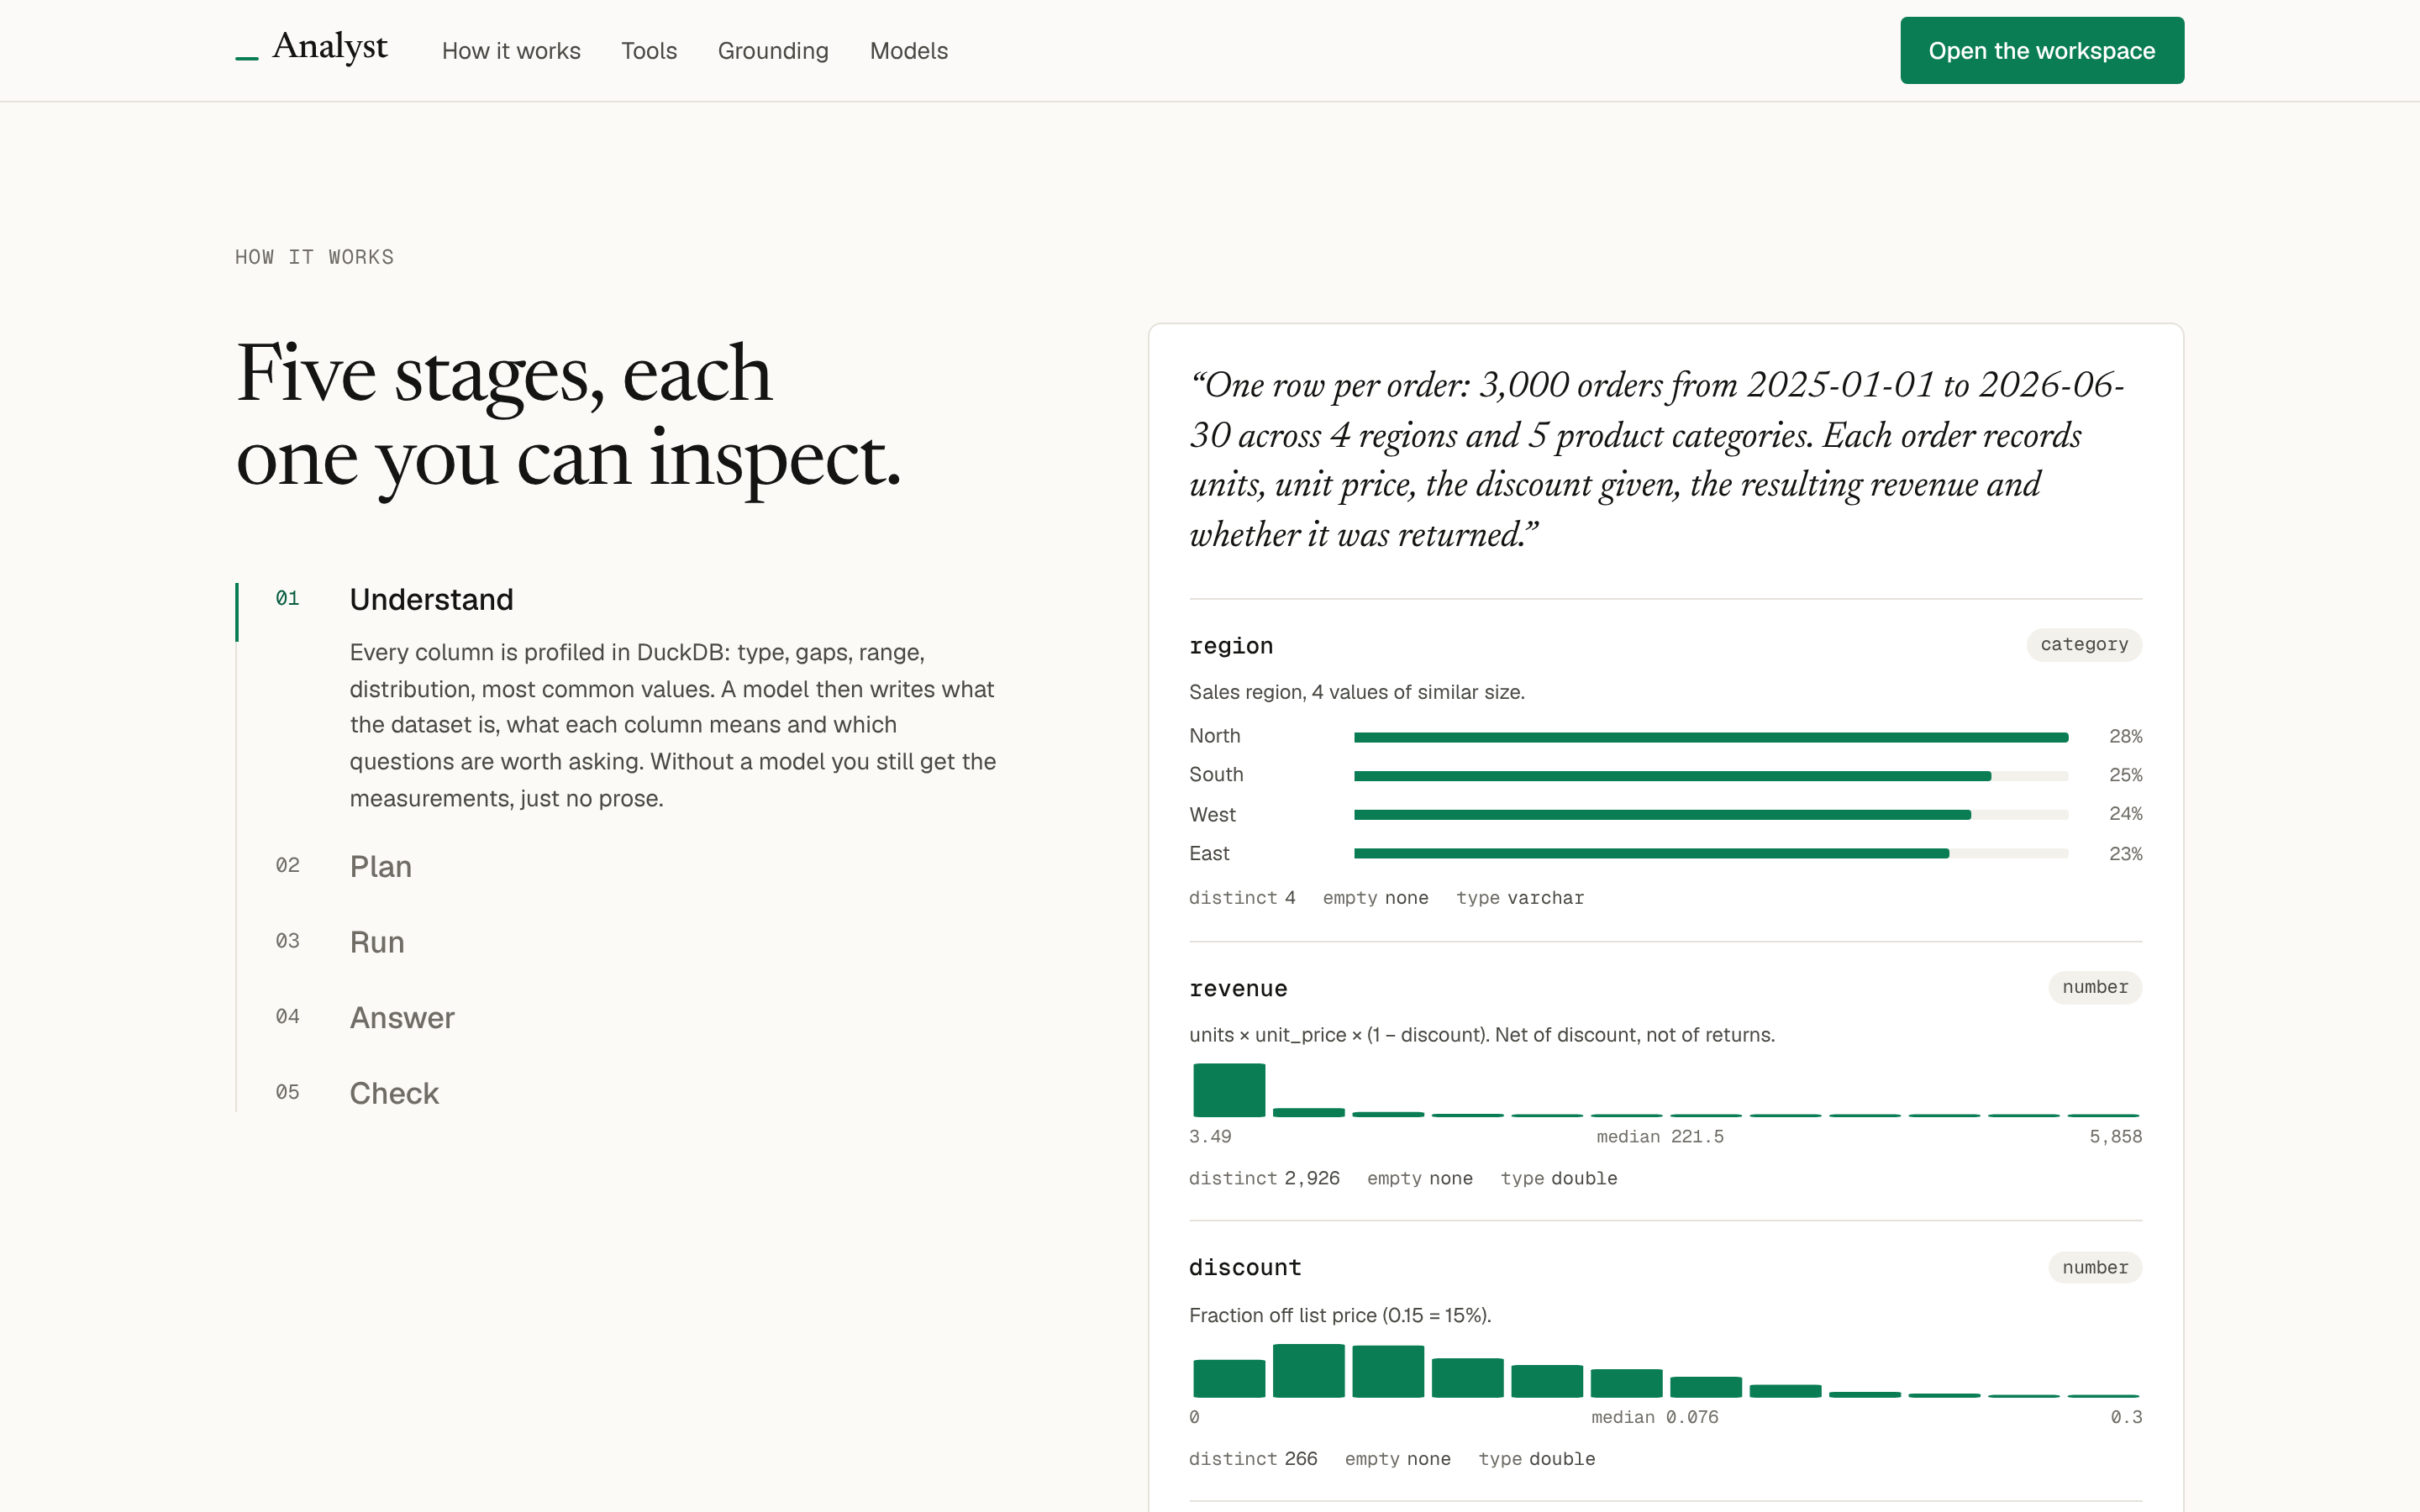 Analyst
How it works
Tools
Grounding
Models
Open the workspace
HOW IT WORKS
Five stages, each
one you can inspect.
01 Understand
Every column is profiled in DuckDB: type, gaps, range,
distribution, most common values. A model then writes what
the dataset is, what each column means and which
questions are worth asking. Without a model you still get the
measurements, just no prose.
02 Plan
03 Run
04 Answer
05 Check
“One row per order: 3,000 orders from 2025-01-01 to 2026-06-
30 across 4 regions and 5 product categories. Each order records
units, unit price, the discount given, the resulting revenue and
whether it was returned.”
region category
Sales region, 4 values of similar size.
North 28%
South 25%
West 24%
East 23%
distinct 4 empty none type varchar
revenue number
units × unit_price × (1 − discount). Net of discount, not of returns.
3.49 median 221.5 5,858
distinct 2,926 empty none type double
discount number
Fraction off list price (0.15 = 15%).
0 median 0.076 0.3
distinct 266 empty none type double